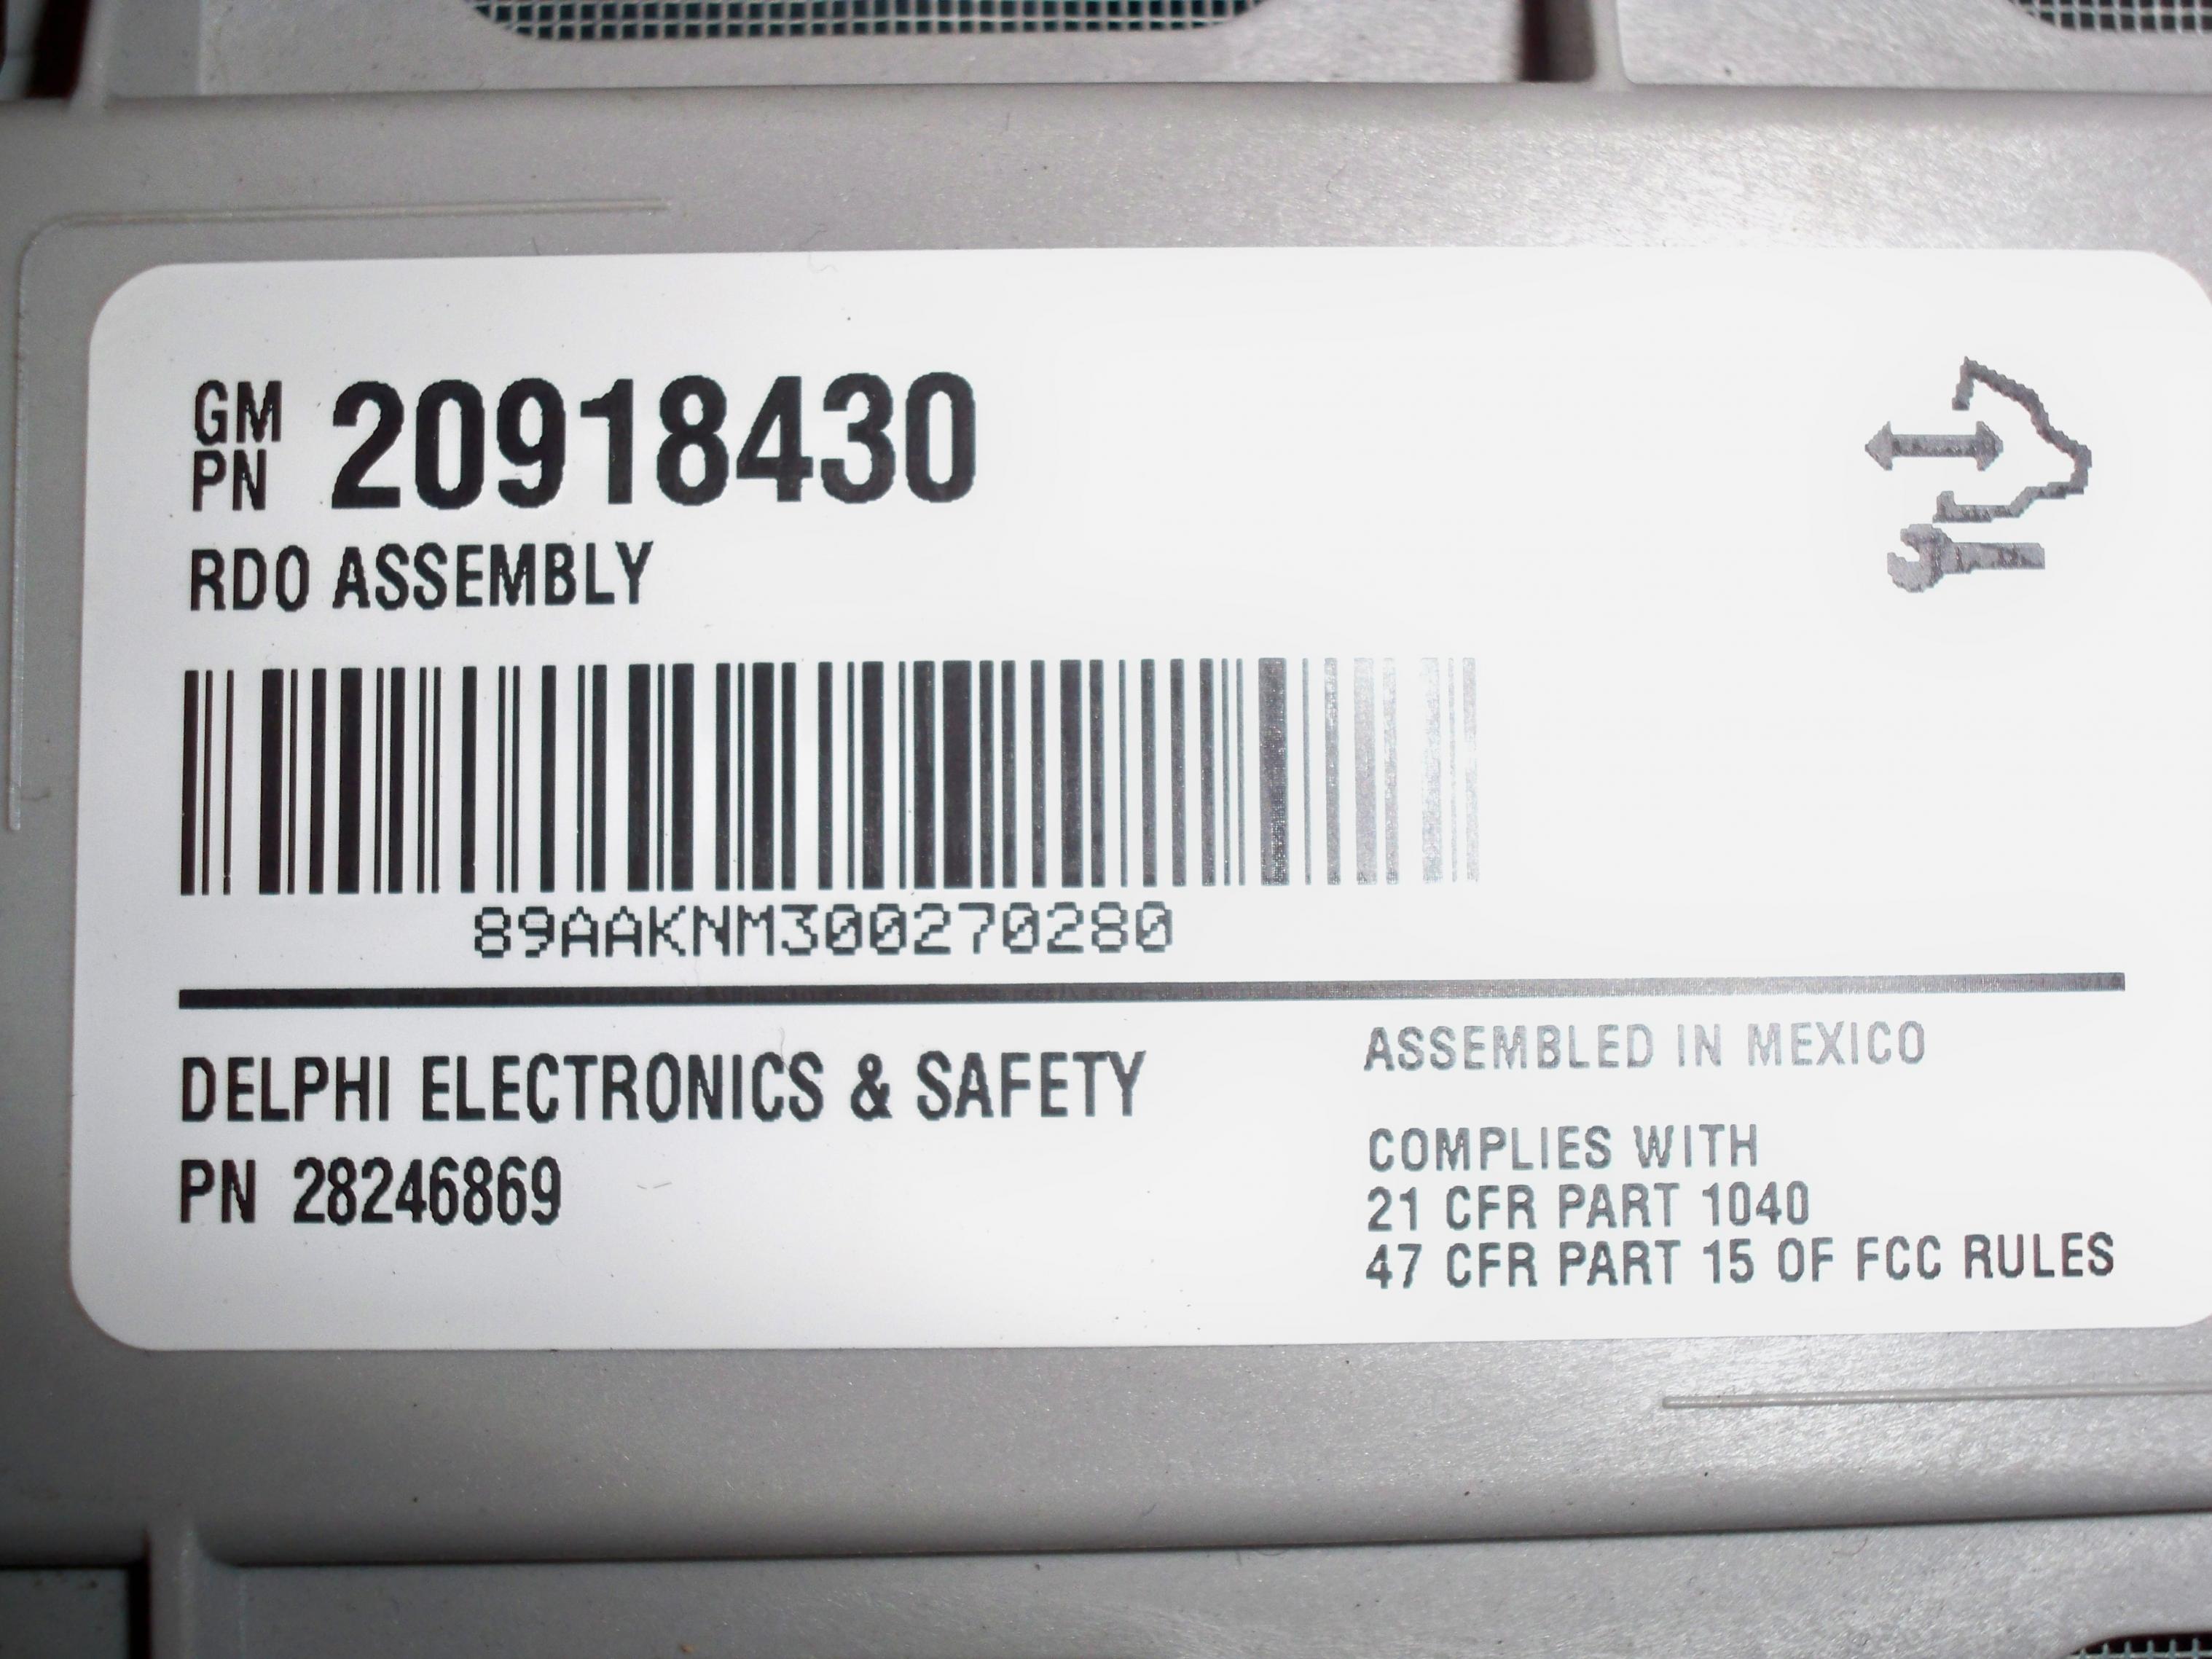 GM PN 20918430
RDO ASSEMBLY
89AAKNM300270280
DELPHI ELECTRONICS & SAFETY
PN 28246869
ASSEMBLED IN MEXICO
COMPLIES WITH
21 CFR PART 1040
47 CFR PART 15 OF FCC RULES